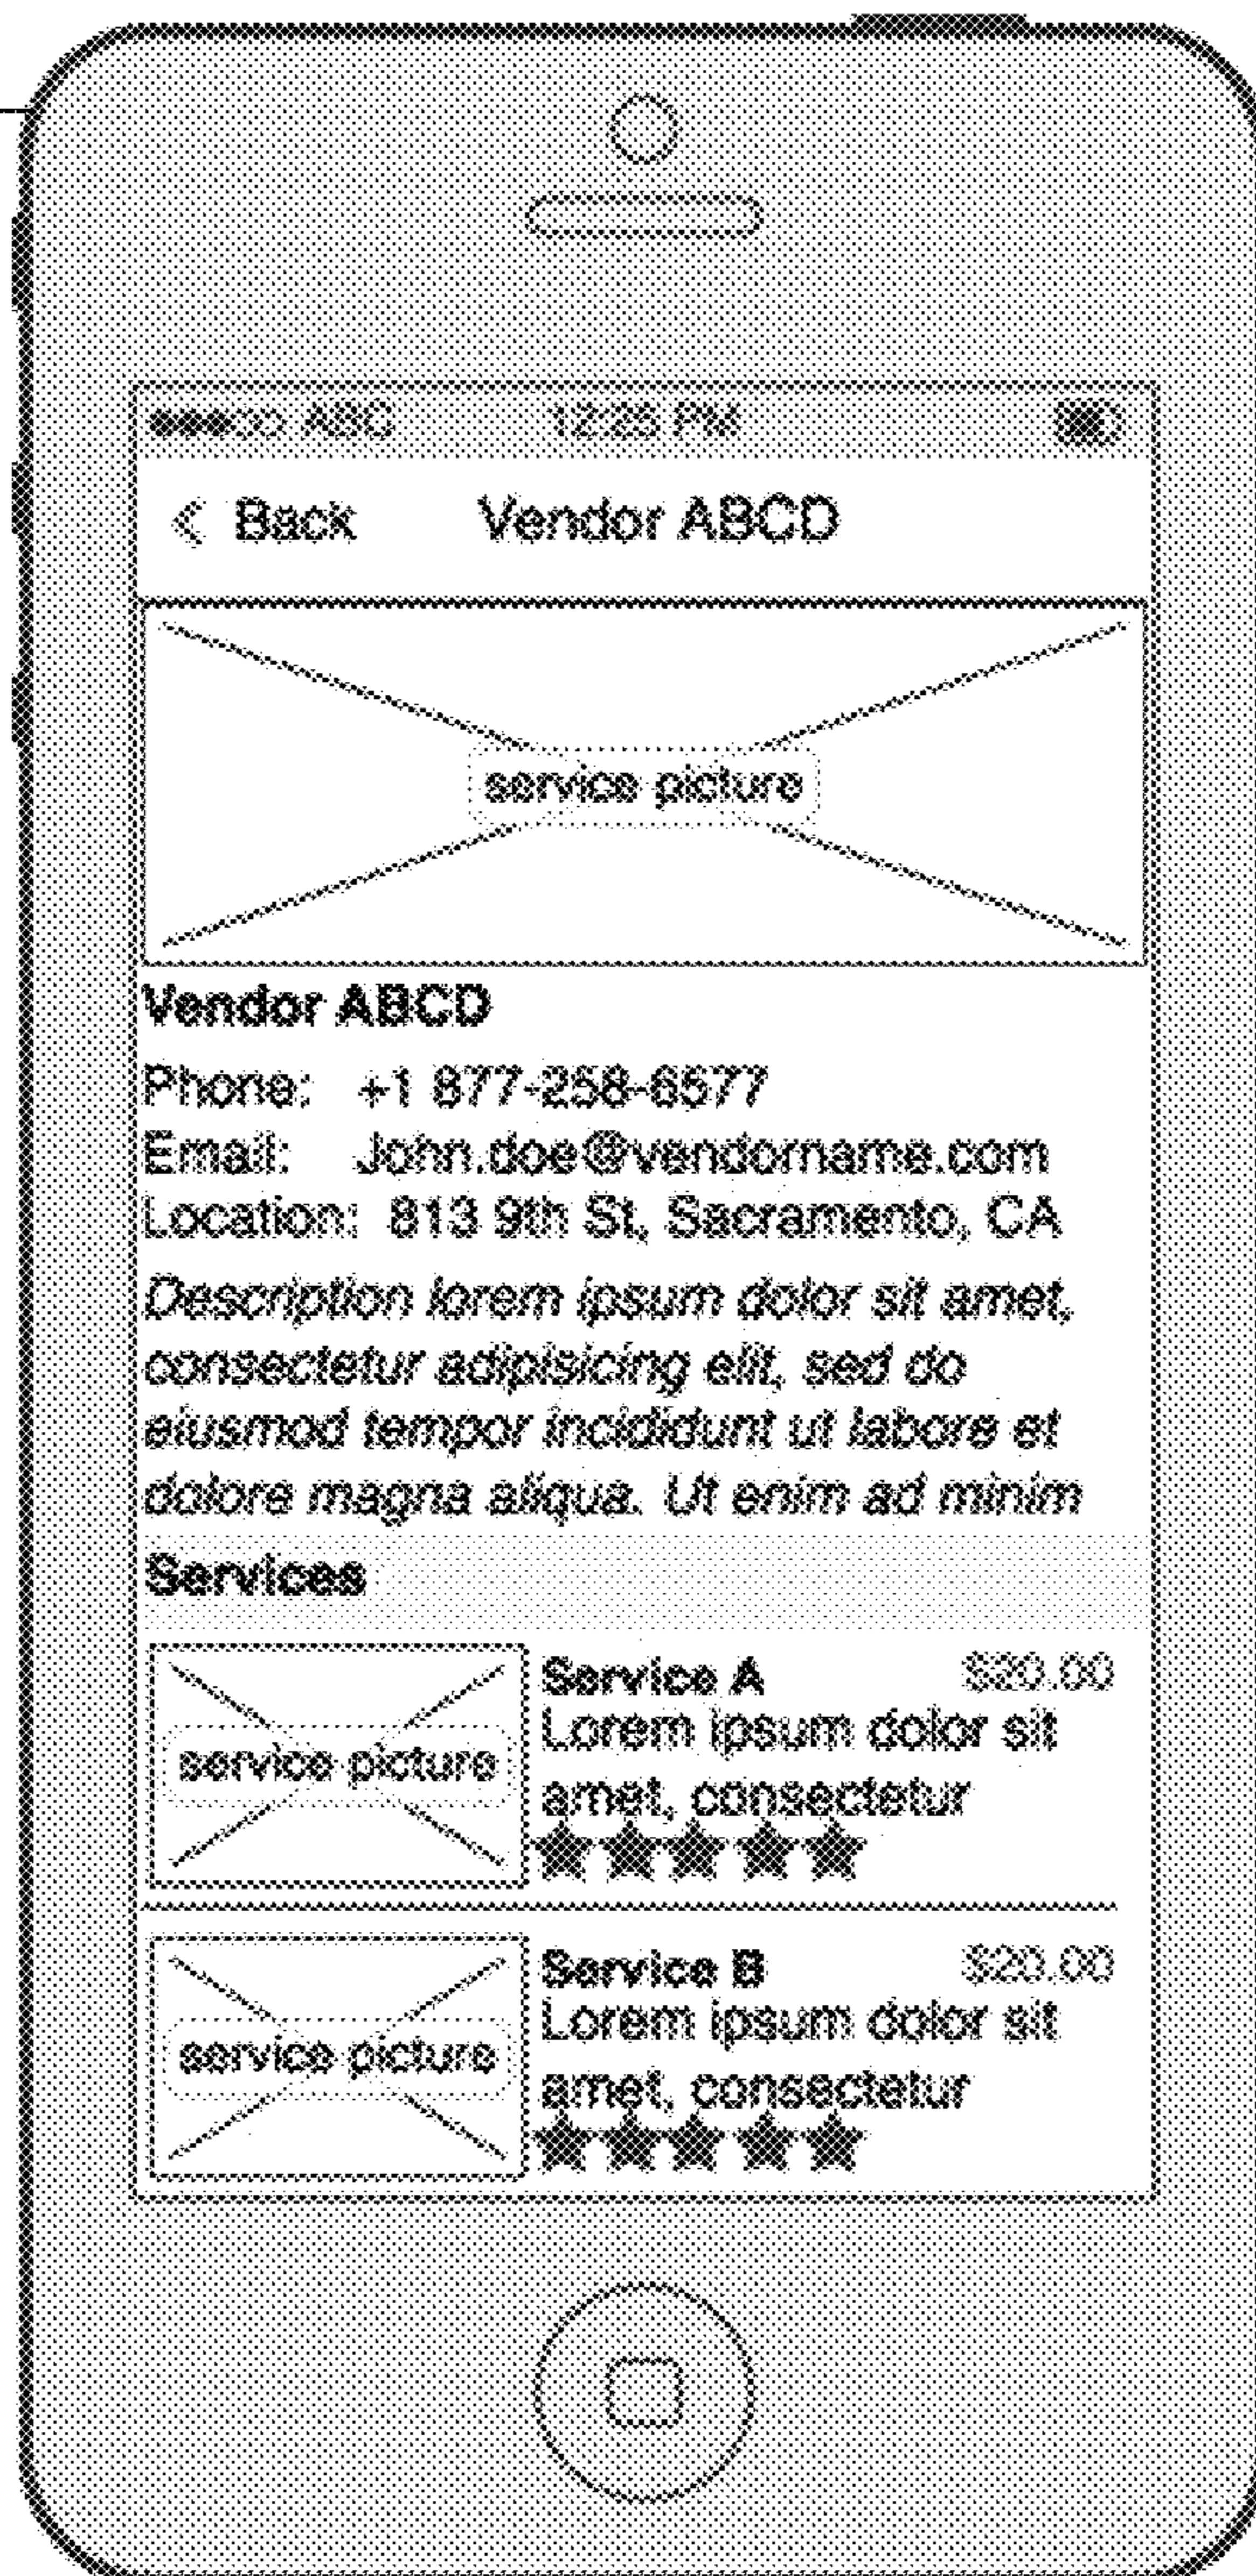 ABC 12:25 PM
< Back Vendor ABCD
service picture
Vendor ABCD
Phone: +1 877-258-6577
Email: John.doe@vendorname.com
Location: 813 9th St, Sacramento, CA
Description lorem ipsum dolor sit amet,
consectetur adipisicing elit, sed do
eiusmod tempor incididunt ut labore et
dolore magna aliqua. Ut enim ad minim
Services
service picture
Service A $20.00
Lorem ipsum dolor sit
amet, consectetur
service picture
Service B $20.00
Lorem ipsum dolor sit
amet, consectetur